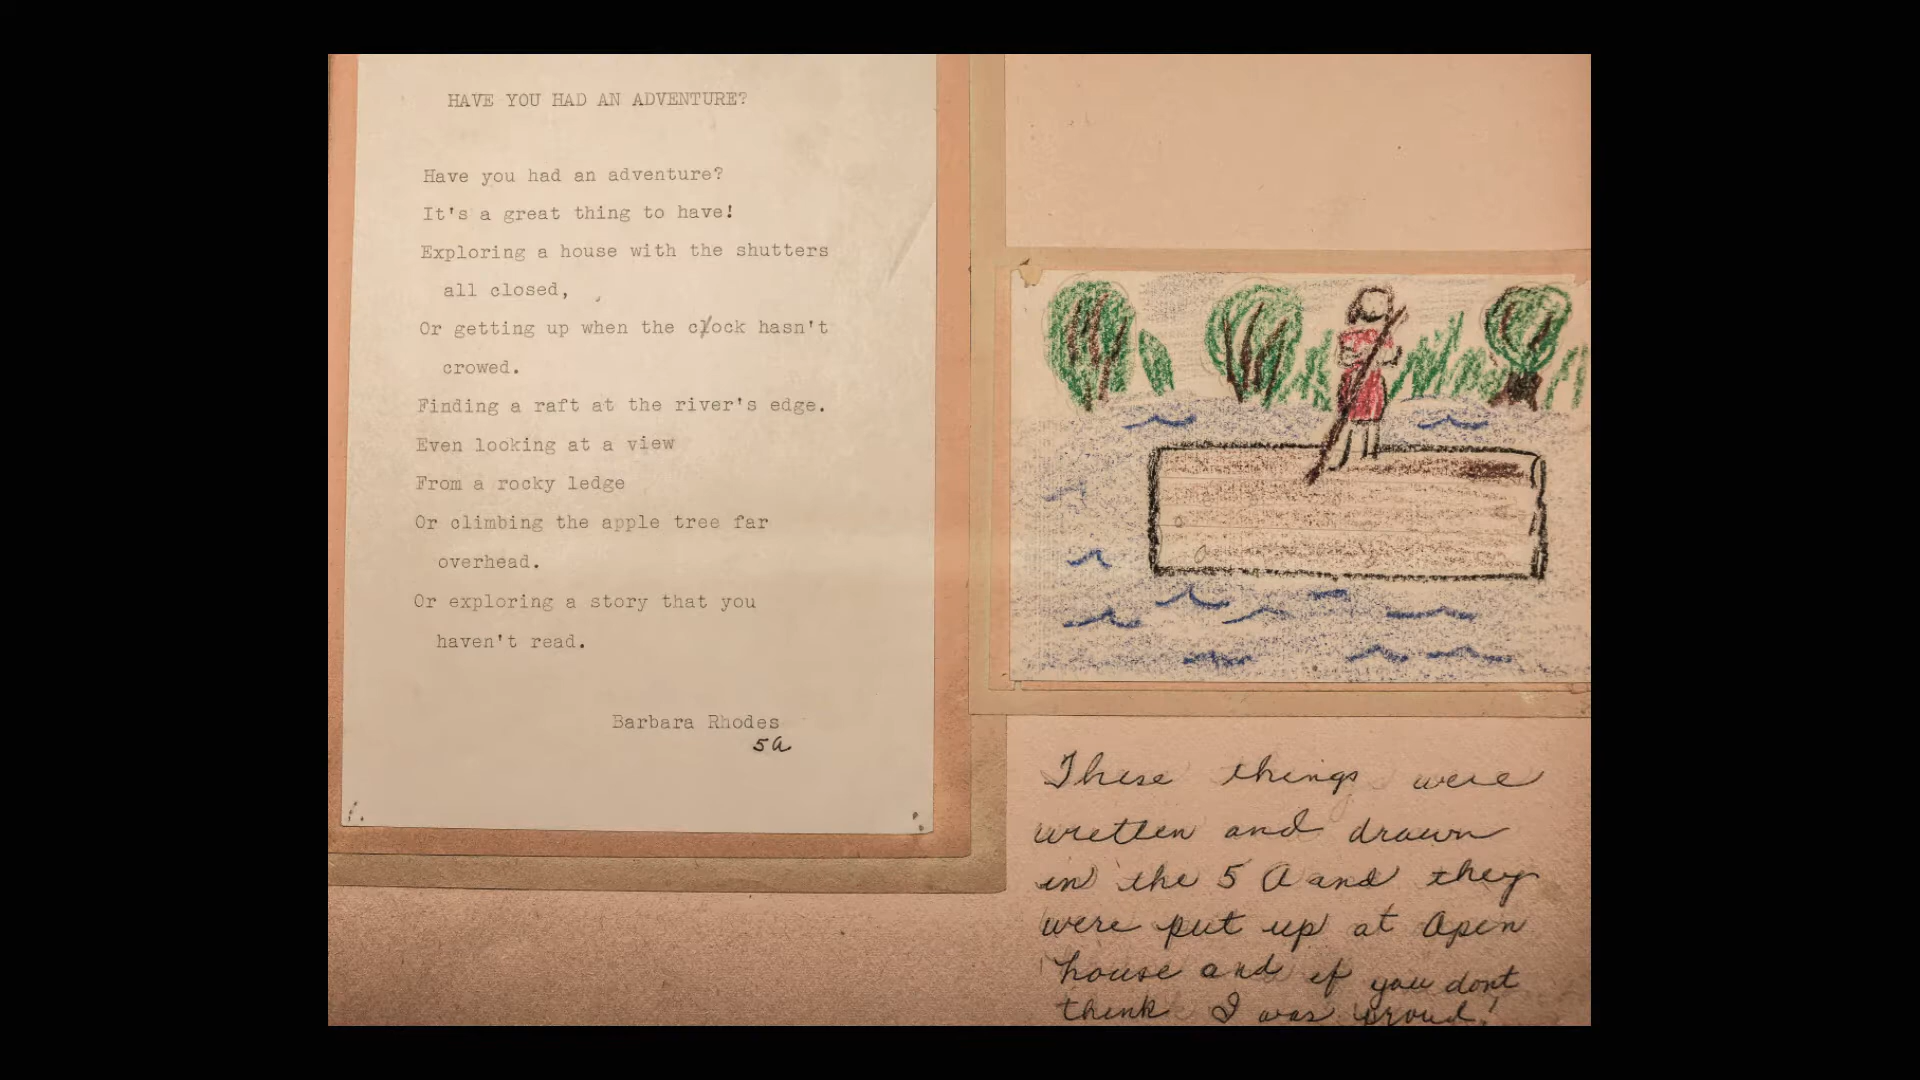 HAVE YOU HAD AN ADVENTURE?
Have you had an adventure?
It's a great thing to have!
Exploring a house with the shutters
all closed,
Or getting up when the clock hasn't
crowed.
Finding a raft at the river's edge.
Even looking at a view
From a rocky ledge
Or climbing the apple tree far
overhead.
Or exploring a story that you
haven't read.
Barbara Rhodes
5A
These things were
wretten and drawn
in the 5 A and they
were put up at Open
house and if you dont
think I was proud!